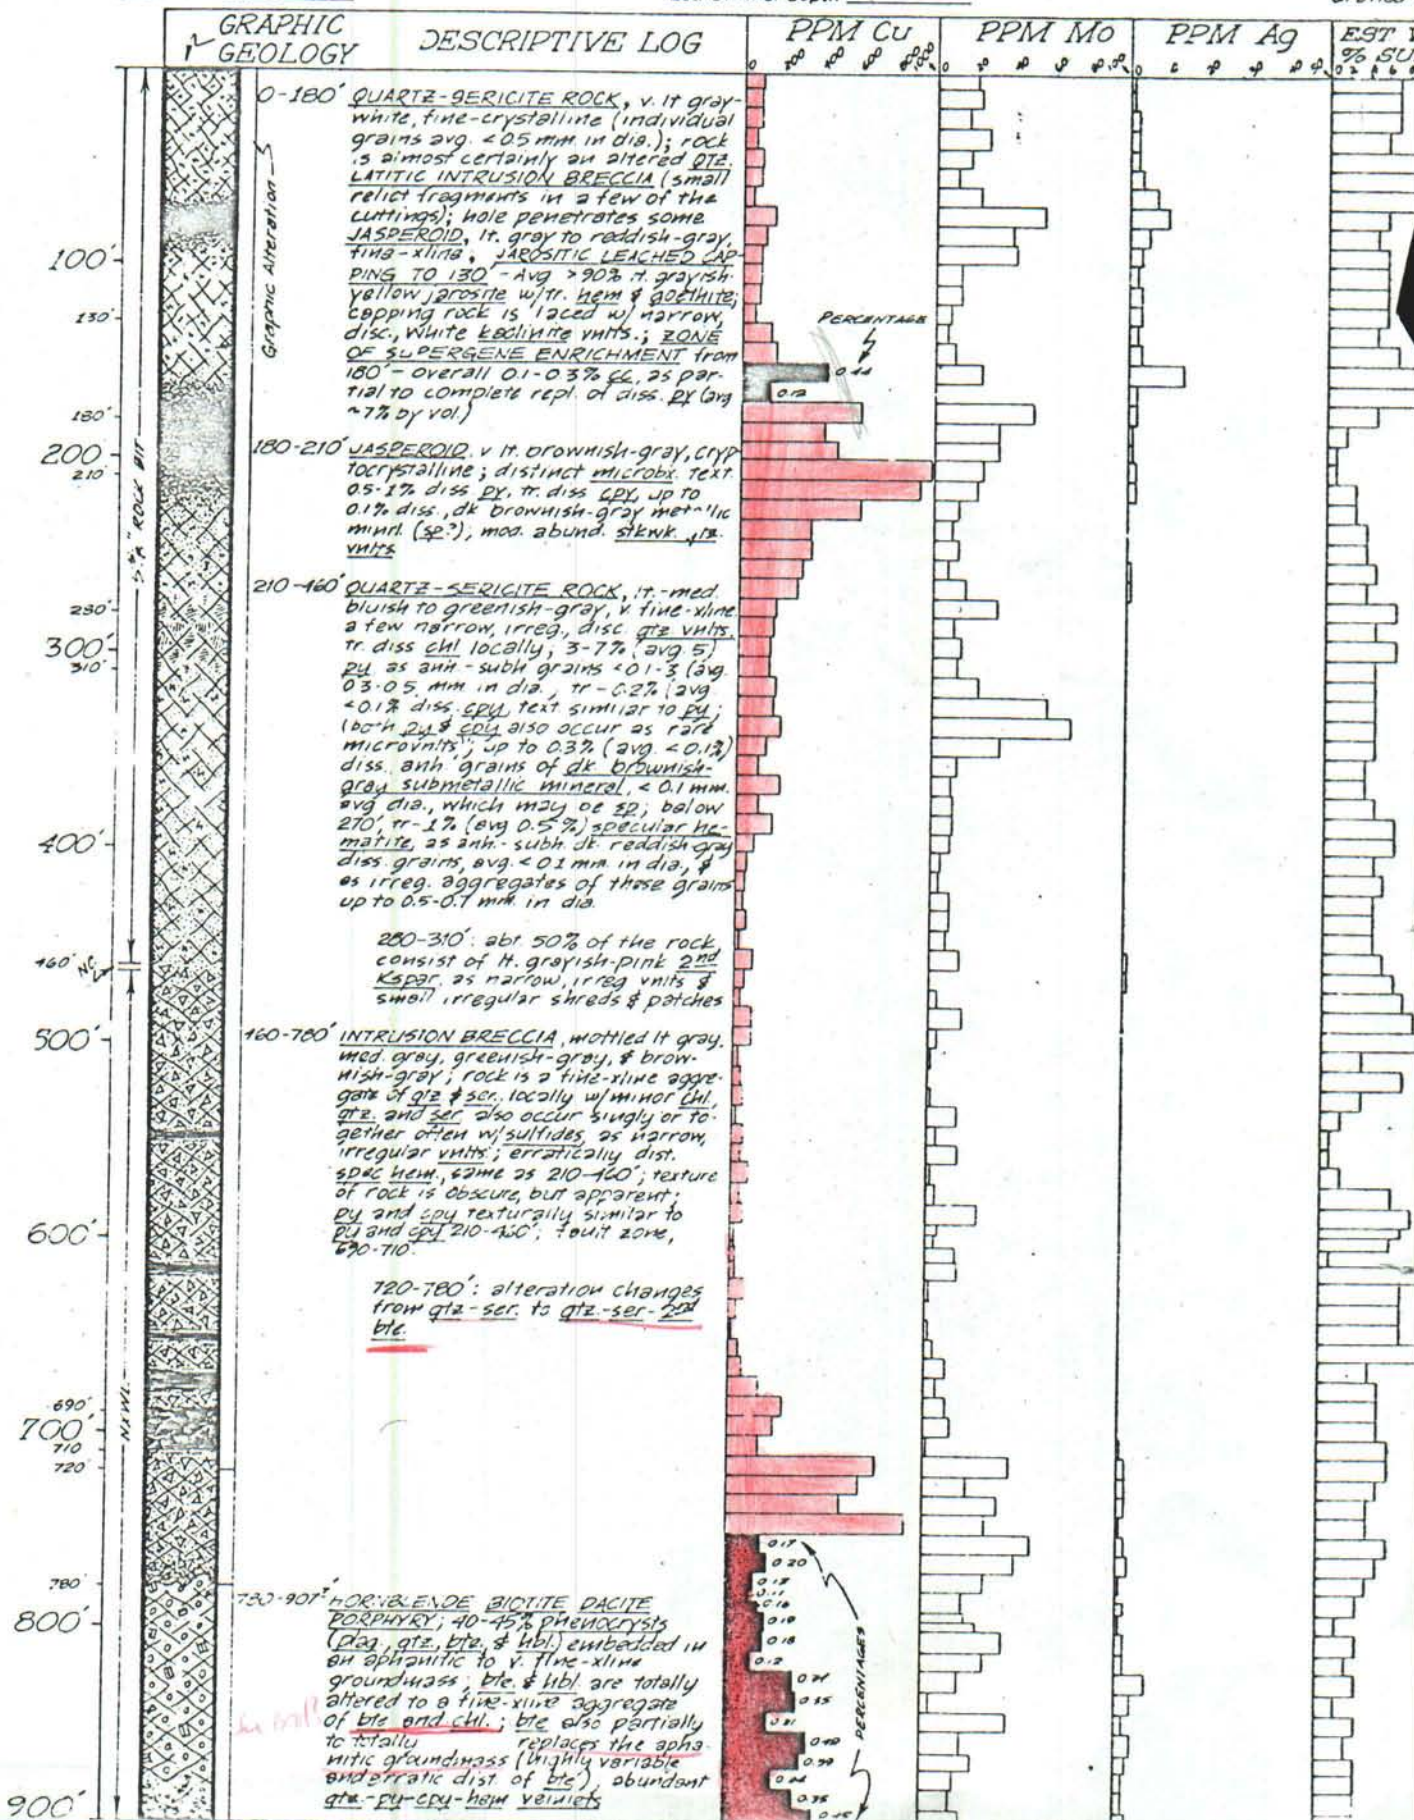 GRAPHIC
GEOLOGY
DESCRIPTIVE LOG
PPM Cu
PPM Mo
PPM Ag
Graphic Alteration
0-180' QUARTZ-SERICITE ROCK, v. lt gray-
white, fine-crystalline (individual
grains avg. <0.5 mm. in dia.); rock
is almost certainly an altered QTZ.
LATITIC INTRUSION BRECCIA (small
relict fragments in a few of the
cuttings); hole penetrates some
JASPEROID, lt. gray to reddish-gray,
fine-xline, JAROSITIC LEACHED CAP-
PING TO 130' - Avg >90% lt. grayish-
yellow jarosite w/tr. hem & goethite;
capping rock is laced w/ narrow,
disc., white kaolinite vnlts.; ZONE
OF SUPERGENE ENRICHMENT from
180' - overall 0.1-0.3% cc, as par-
tial to complete repl. of diss. py (avg
~7% by vol.)
180-210' JASPEROID, v lt. brownish-gray, cryp
tocrystalline; distinct microbx. text.
0.5-1% diss py, tr. diss cpy, up to
0.1% diss., dk brownish-gray metallic
minrl (sp?), mod. abund. stkwk qtz.
vnlts
210-460' QUARTZ-SERICITE ROCK, lt.-med.
bluish to greenish-gray, v. fine-xline
a few narrow, irreg., disc. qtz vnlts.
tr. diss chl locally; 3-7% (avg. 5)
py as anh-subh grains <0.1-3 (avg.
0.3-0.5 mm in dia., tr-0.2% (avg
<0.1% diss. cpy, text similar to py;
(both py & cpy also occur as rare
microvnlts); up to 0.3% (avg. <0.1%)
diss. anh grains of dk brownish-
gray submetallic mineral, <0.1 mm.
avg dia., which may be sp; below
270', tr-1% (avg 0.5%) specular he-
matite, as anh.-subh. dk. reddish-gray
diss. grains, avg. <0.1 mm. in dia., &
as irreg. aggregates of these grains
up to 0.5-0.7 mm. in dia.
280-310': abt. 50% of the rock,
consist of lt. grayish-pink 2nd
Kspar. as narrow, irreg vnlts &
small irregular shreds & patches
460-780' INTRUSION BRECCIA, mottled lt gray,
med. gray, greenish-gray, & brow-
nish-gray; rock is a fine-xline aggre-
gate of qtz & ser., locally w/minor chl.
qtz. and ser also occur singly or to-
gether often w/sulfides, as narrow,
irregular vnlts; erratically dist.
spec hem., same as 210-460'; texture
of rock is obscure, but apparent;
py and cpy texturally similar to
py and cpy 210-460'; fault zone,
690-710'
720-780': alteration changes
from qtz-ser. to qtz-ser-2nd
bte.
780-907' HORNBLENDE BIOTITE DACITE
PORPHYRY; 40-45% phenocrysts
(plag, qtz, bte, & hbl) embedded in
an aphanitic to v. fine-xline
groundmass; bte. & hbl. are totally
altered to a fine-xline aggregate
of bte and chl.; bte also partially
to totally replaces the apha-
nitic groundmass (highly variable
and erratic dist. of bte), abundant
qtz-py-cpy-hem veinlets
100'
130'
180'
200'
210'
280'
300'
310'
400'
460'
500'
600'
690'
700'
710'
720'
780'
800'
900'
ROCK BIT
NXWL
PERCENTAGE
0.44
0.12
0.17
0.20
PERCENTAGES